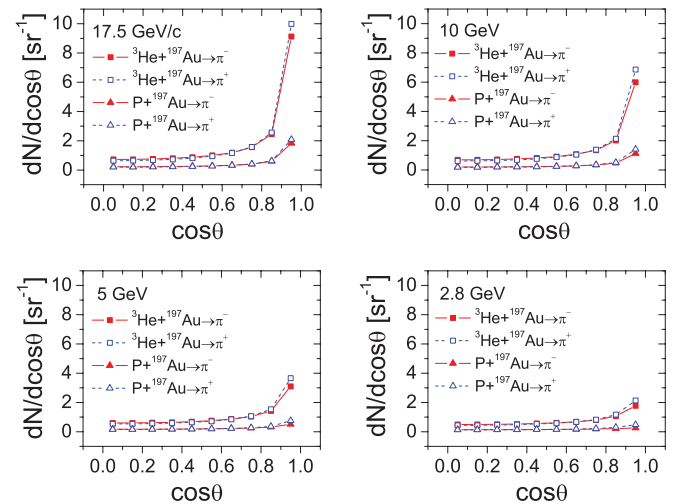 17.5 GeV/c
³He+¹⁹⁷Au→π⁻
³He+¹⁹⁷Au→π⁺
P+¹⁹⁷Au→π⁻
P+¹⁹⁷Au→π⁺
dN/dcosθ [sr⁻¹]
10
8
6
4
2
0
0.0 0.2 0.4 0.6 0.8 1.0
cosθ
10 GeV
³He+¹⁹⁷Au→π⁻
³He+¹⁹⁷Au→π⁺
P+¹⁹⁷Au→π⁻
P+¹⁹⁷Au→π⁺
dN/dcosθ [sr⁻¹]
10
8
6
4
2
0
0.0 0.2 0.4 0.6 0.8 1.0
cosθ
5 GeV
³He+¹⁹⁷Au→π⁻
³He+¹⁹⁷Au→π⁺
P+¹⁹⁷Au→π⁻
P+¹⁹⁷Au→π⁺
dN/dcosθ [sr⁻¹]
10
8
6
4
2
0
0.0 0.2 0.4 0.6 0.8 1.0
cosθ
2.8 GeV
³He+¹⁹⁷Au→π⁻
³He+¹⁹⁷Au→π⁺
P+¹⁹⁷Au→π⁻
P+¹⁹⁷Au→π⁺
dN/dcosθ [sr⁻¹]
10
8
6
4
2
0
0.0 0.2 0.4 0.6 0.8 1.0
cosθ